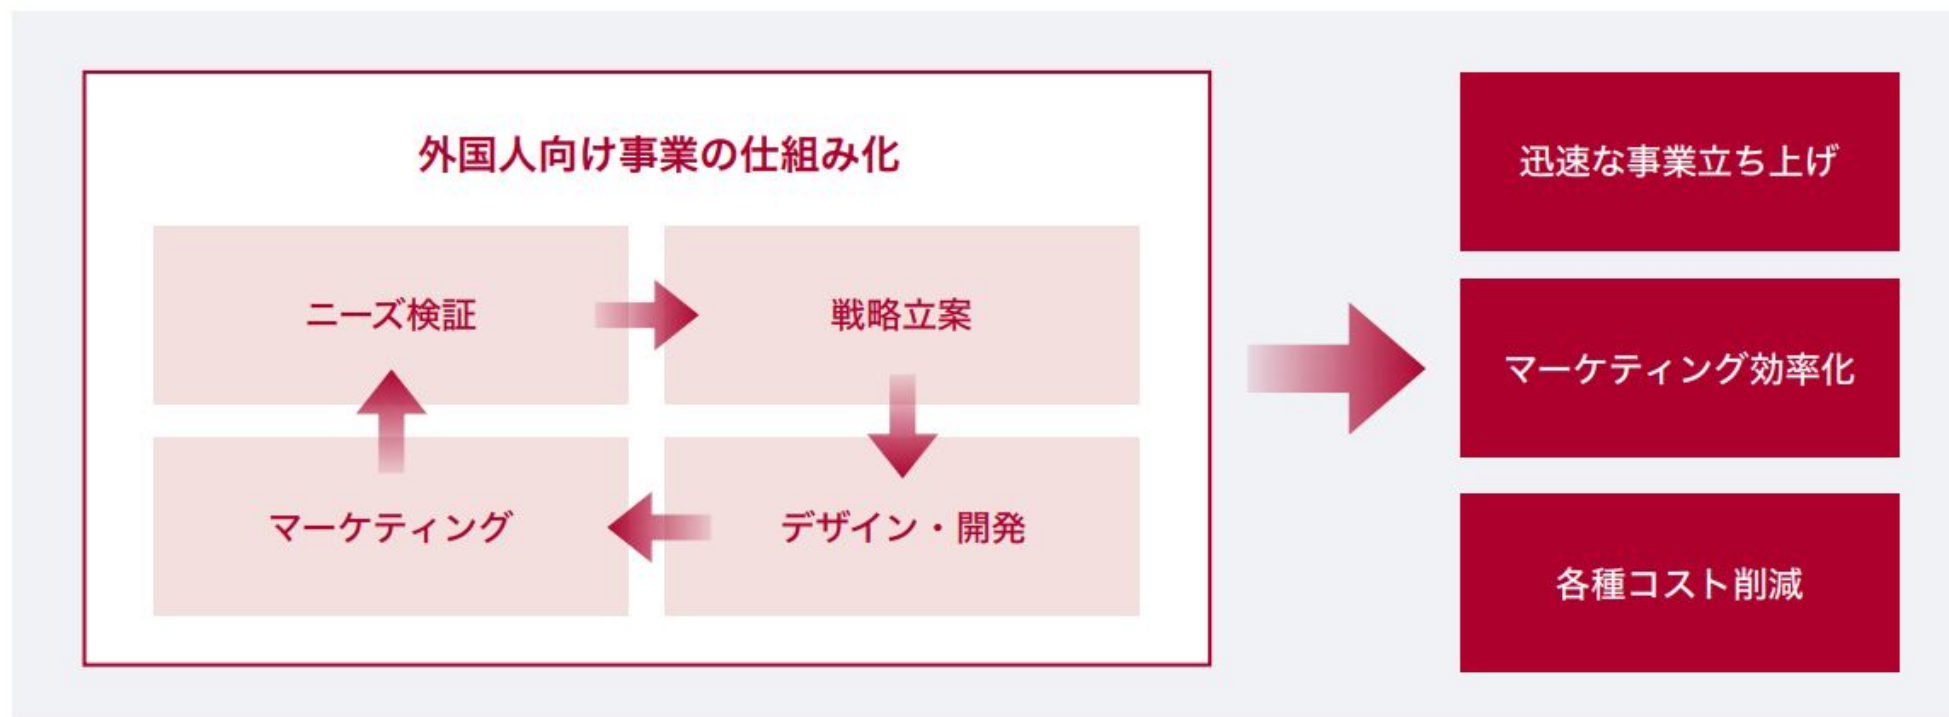 外国人向け事業の仕組み化
ニーズ検証
戦略立案
マーケティング
デザイン・開発
迅速な事業立ち上げ
マーケティング効率化
各種コスト削減